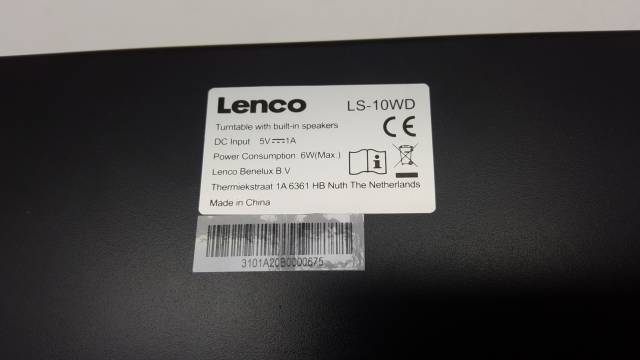 Lenco LS-10WD
Turntable with built-in speakers
DC Input 5V⎓1A
Power Consumption: 6W(Max.)
Lenco Benelux B.V
Thermiekstraat 1A 6361 HB Nuth The Netherlands
Made in China
CE
3101A20B0000675